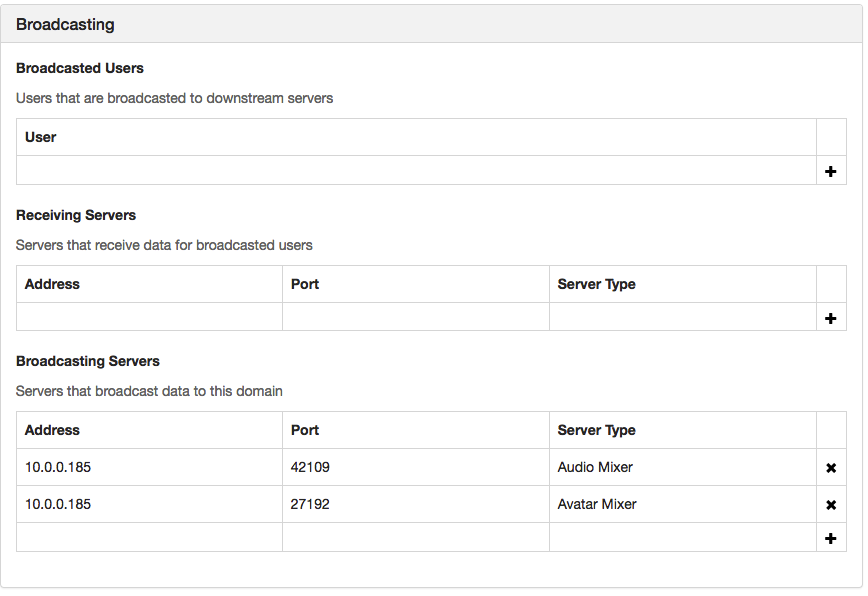 Broadcasting
Broadcasted Users
Users that are broadcasted to downstream servers
User
Receiving Servers
Servers that receive data for broadcasted users
Address Port Server Type
Broadcasting Servers
Servers that broadcast data to this domain
Address Port Server Type
10.0.0.185 42109 Audio Mixer
10.0.0.185 27192 Avatar Mixer